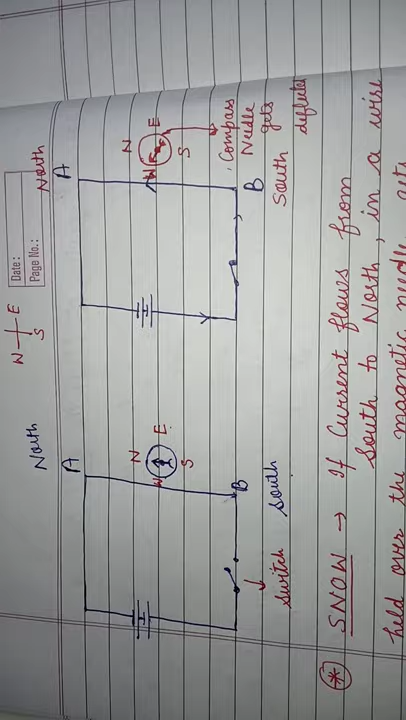 Date:
Page No.:
W E
S
North
North
A
A
N E
W S
N E
W S
B
B
switch south
South
Compass
Needle
gets
⊛ SNOW → If Current flows from
South to North, in a wire
held over the magnetic needle